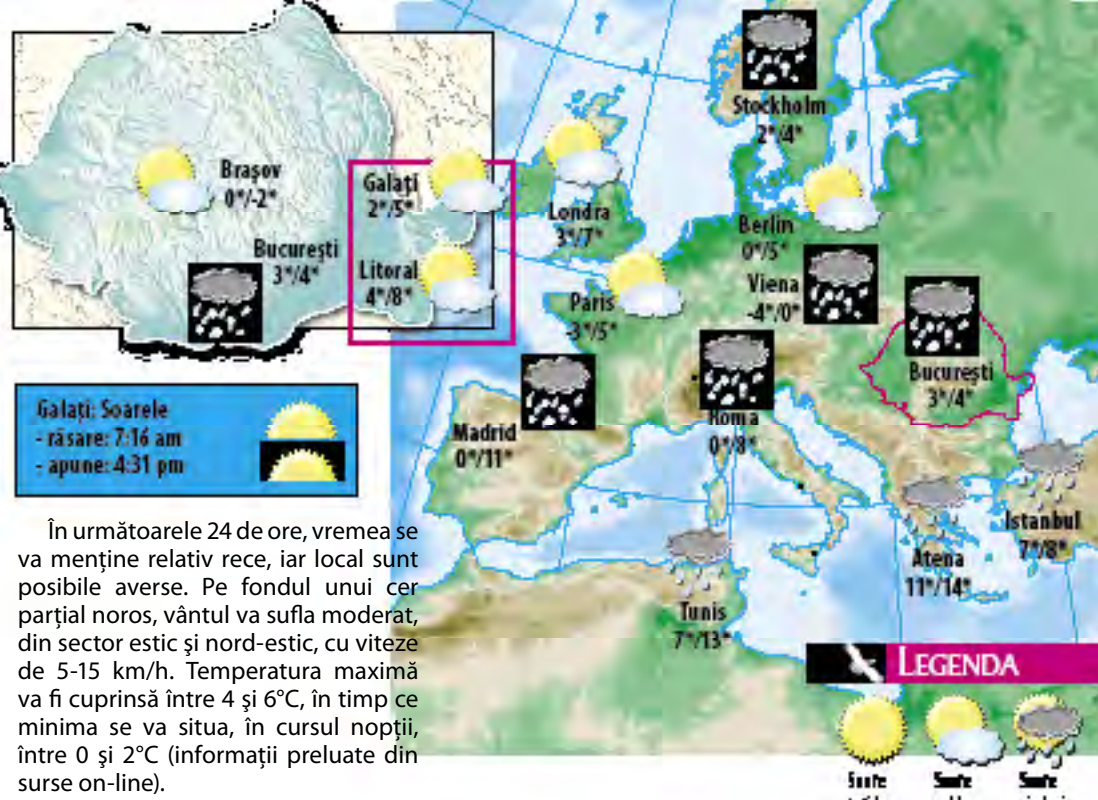 Brașov
0°/-2°
Galați
2°/5°
București
3°/4°
Litoral
4°/8°
Stockholm
2°/4°
Londra
3°/7°
Berlin
0°/5°
Paris
-3°/5°
Viena
-4°/0°
București
3°/4°
Madrid
0°/11°
Roma
0°/8°
Istanbul
7°/8°
Atena
11°/14°
Tunis
7°/13°
Galați: Soarele
- răsare: 7:16 am
- apune: 4:31 pm
În următoarele 24 de ore, vremea se
va menține relativ rece, iar local sunt
posibile averse. Pe fondul unui cer
parțial noros, vântul va sufla moderat,
din sector estic şi nord-estic, cu viteze
de 5-15 km/h. Temperatura maximă
va fi cuprinsă între 4 şi 6°C, în timp ce
minima se va situa, în cursul nopții,
între 0 şi 2°C (informații preluate din
surse on-line).
LEGENDA